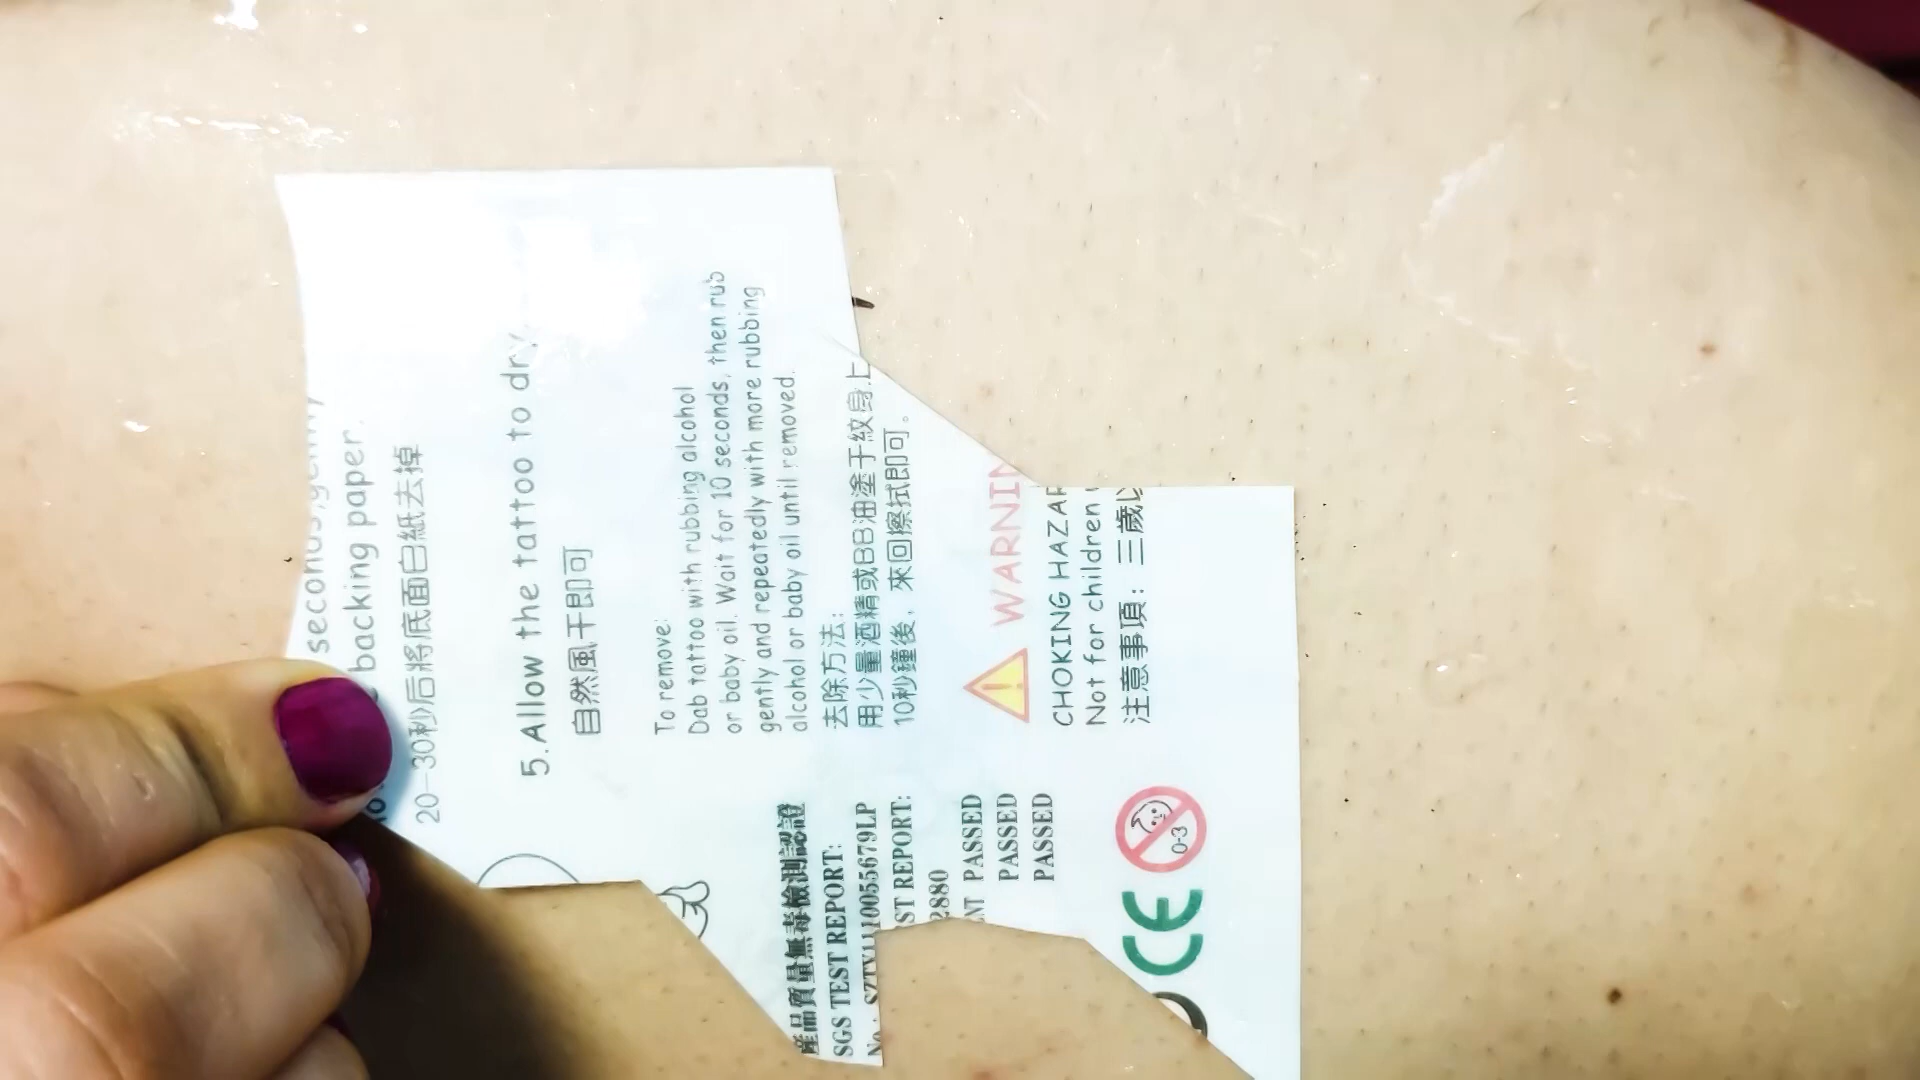 seconds, gently
backing paper.
20-30秒后將底面白紙去掉
5. Allow the tattoo to dry
自然風干即可
To remove:
Dab tattoo with rubbing alcohol
or baby oil. Wait for 10 seconds, then rub
gently and repeatedly with more rubbing
alcohol or baby oil until removed.
去除方法:
用少量酒精或BB油塗于紋身上
10秒鐘後，來回擦拭即可。
WARNIN
CHOKING HAZAR
Not for children
注意事項：三歲以
產品質量無毒檢測認證
SGS TEST REPORT:
No.: SZTY1110055679LP
ST REPORT:
2880
NT PASSED
PASSED
PASSED
0-3
CE